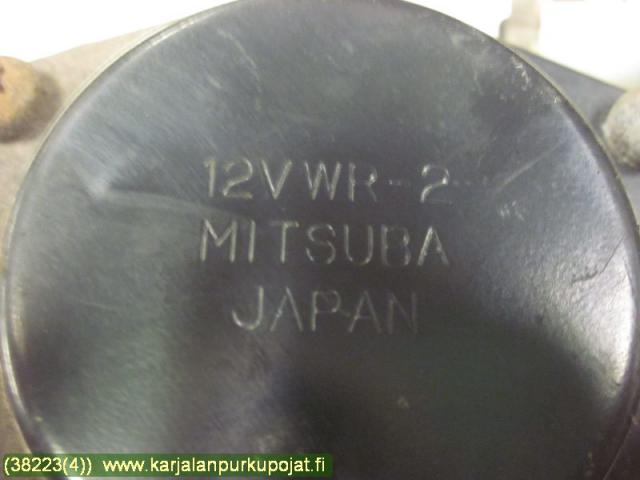 12V WR-2
MITSUBA
JAPAN
(38223(4)) www.karjalanpurkupojat.fi